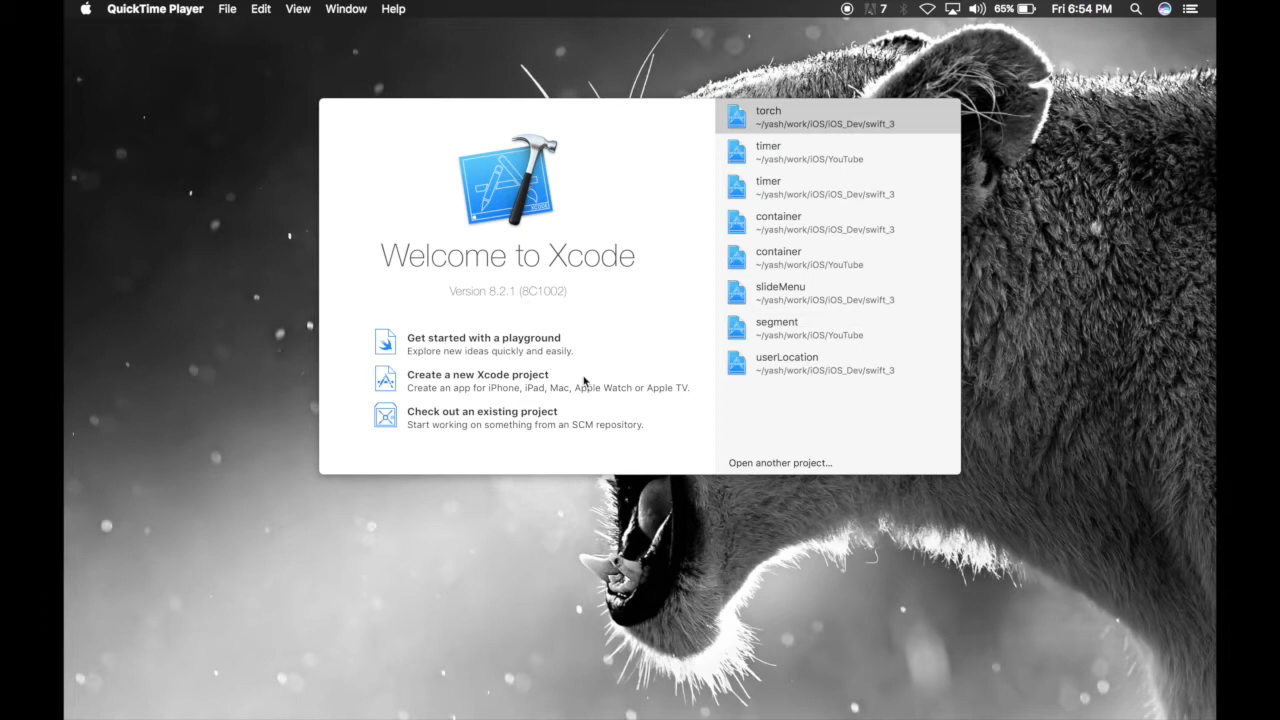 QuickTime Player File Edit View Window Help 7 65% Fri 6:54 PM
Welcome to Xcode
Version 8.2.1 (8C1002)
Get started with a playground
Explore new ideas quickly and easily.
Create a new Xcode project
Create an app for iPhone, iPad, Mac, Apple Watch or Apple TV.
Check out an existing project
Start working on something from an SCM repository.
torch
~/yash/work/iOS/iOS_Dev/swift_3
timer
~/yash/work/iOS/YouTube
timer
~/yash/work/iOS/iOS_Dev/swift_3
container
~/yash/work/iOS/iOS_Dev/swift_3
container
~/yash/work/iOS/YouTube
slideMenu
~/yash/work/iOS/iOS_Dev/swift_3
segment
~/yash/work/iOS/YouTube
userLocation
~/yash/work/iOS/iOS_Dev/swift_3
Open another project...